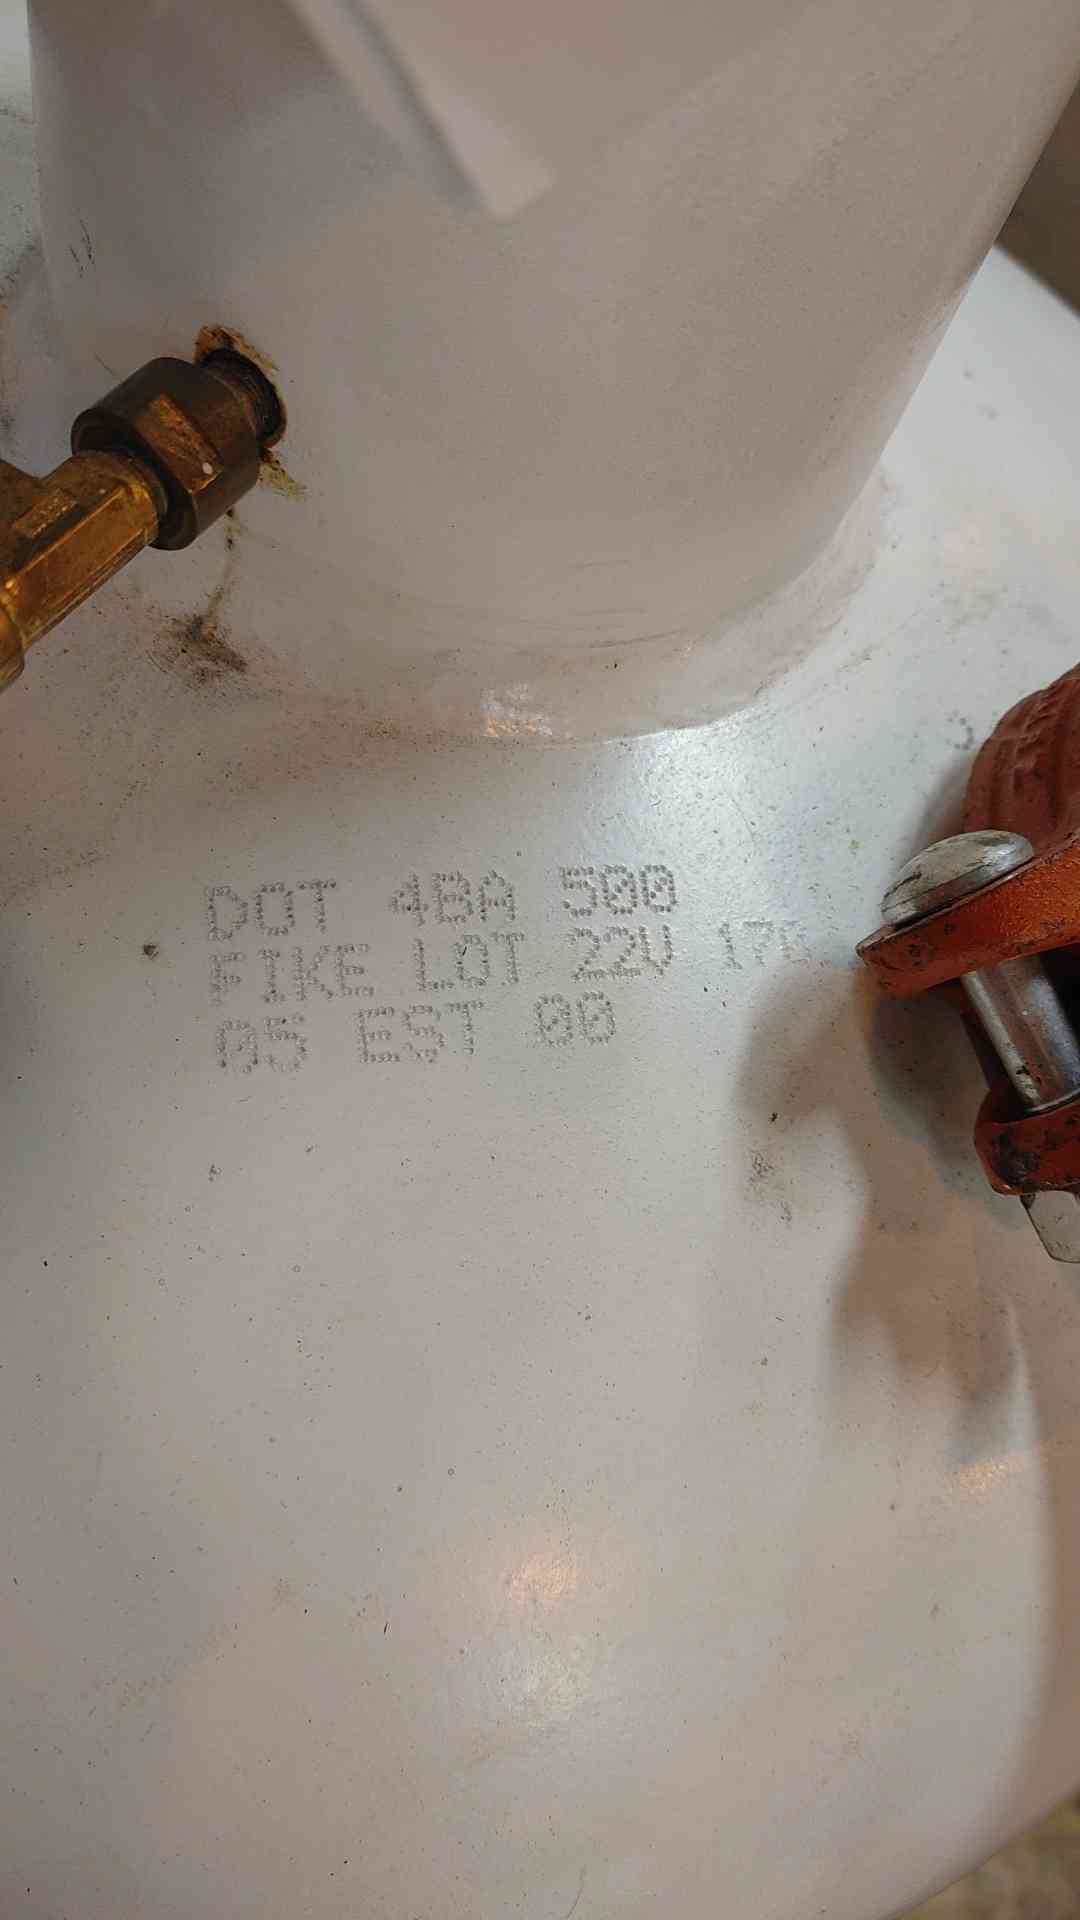 DOT 4BA 500
FIKE LOT 22V
05 EST 00